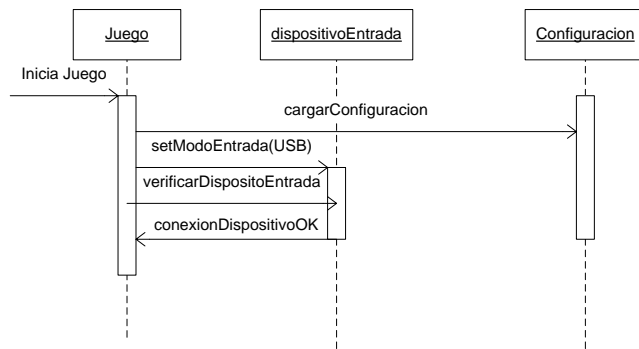 Juego
dispositivoEntrada
Configuracion
Inicia Juego
cargarConfiguracion
setModoEntrada(USB)
verificarDispositoEntrada
conexionDispositivoOK